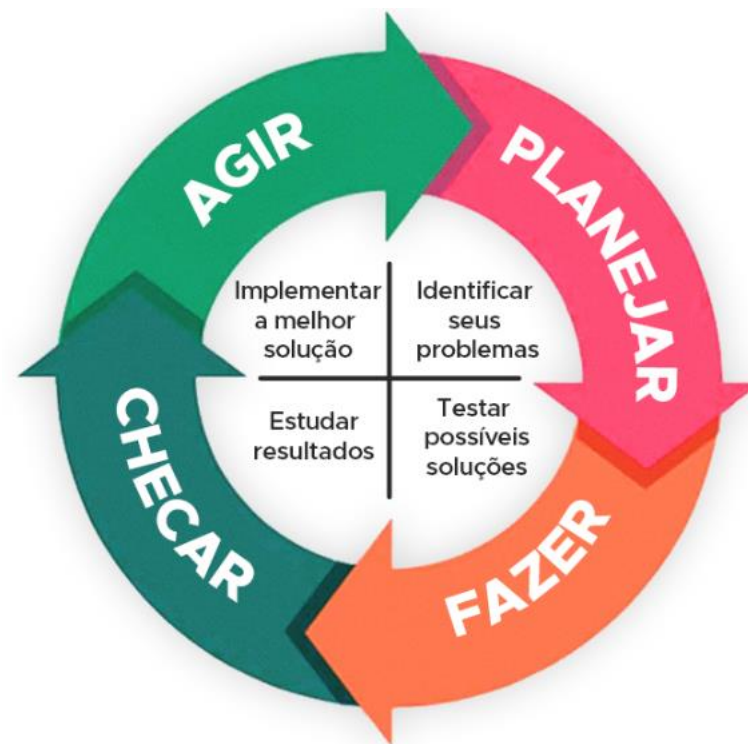 AGIR
PLANEJAR
Implementar
a melhor
solução
Identificar
seus
problemas
Estudar
resultados
Testar
possíveis
soluções
CHECAR
FAZER